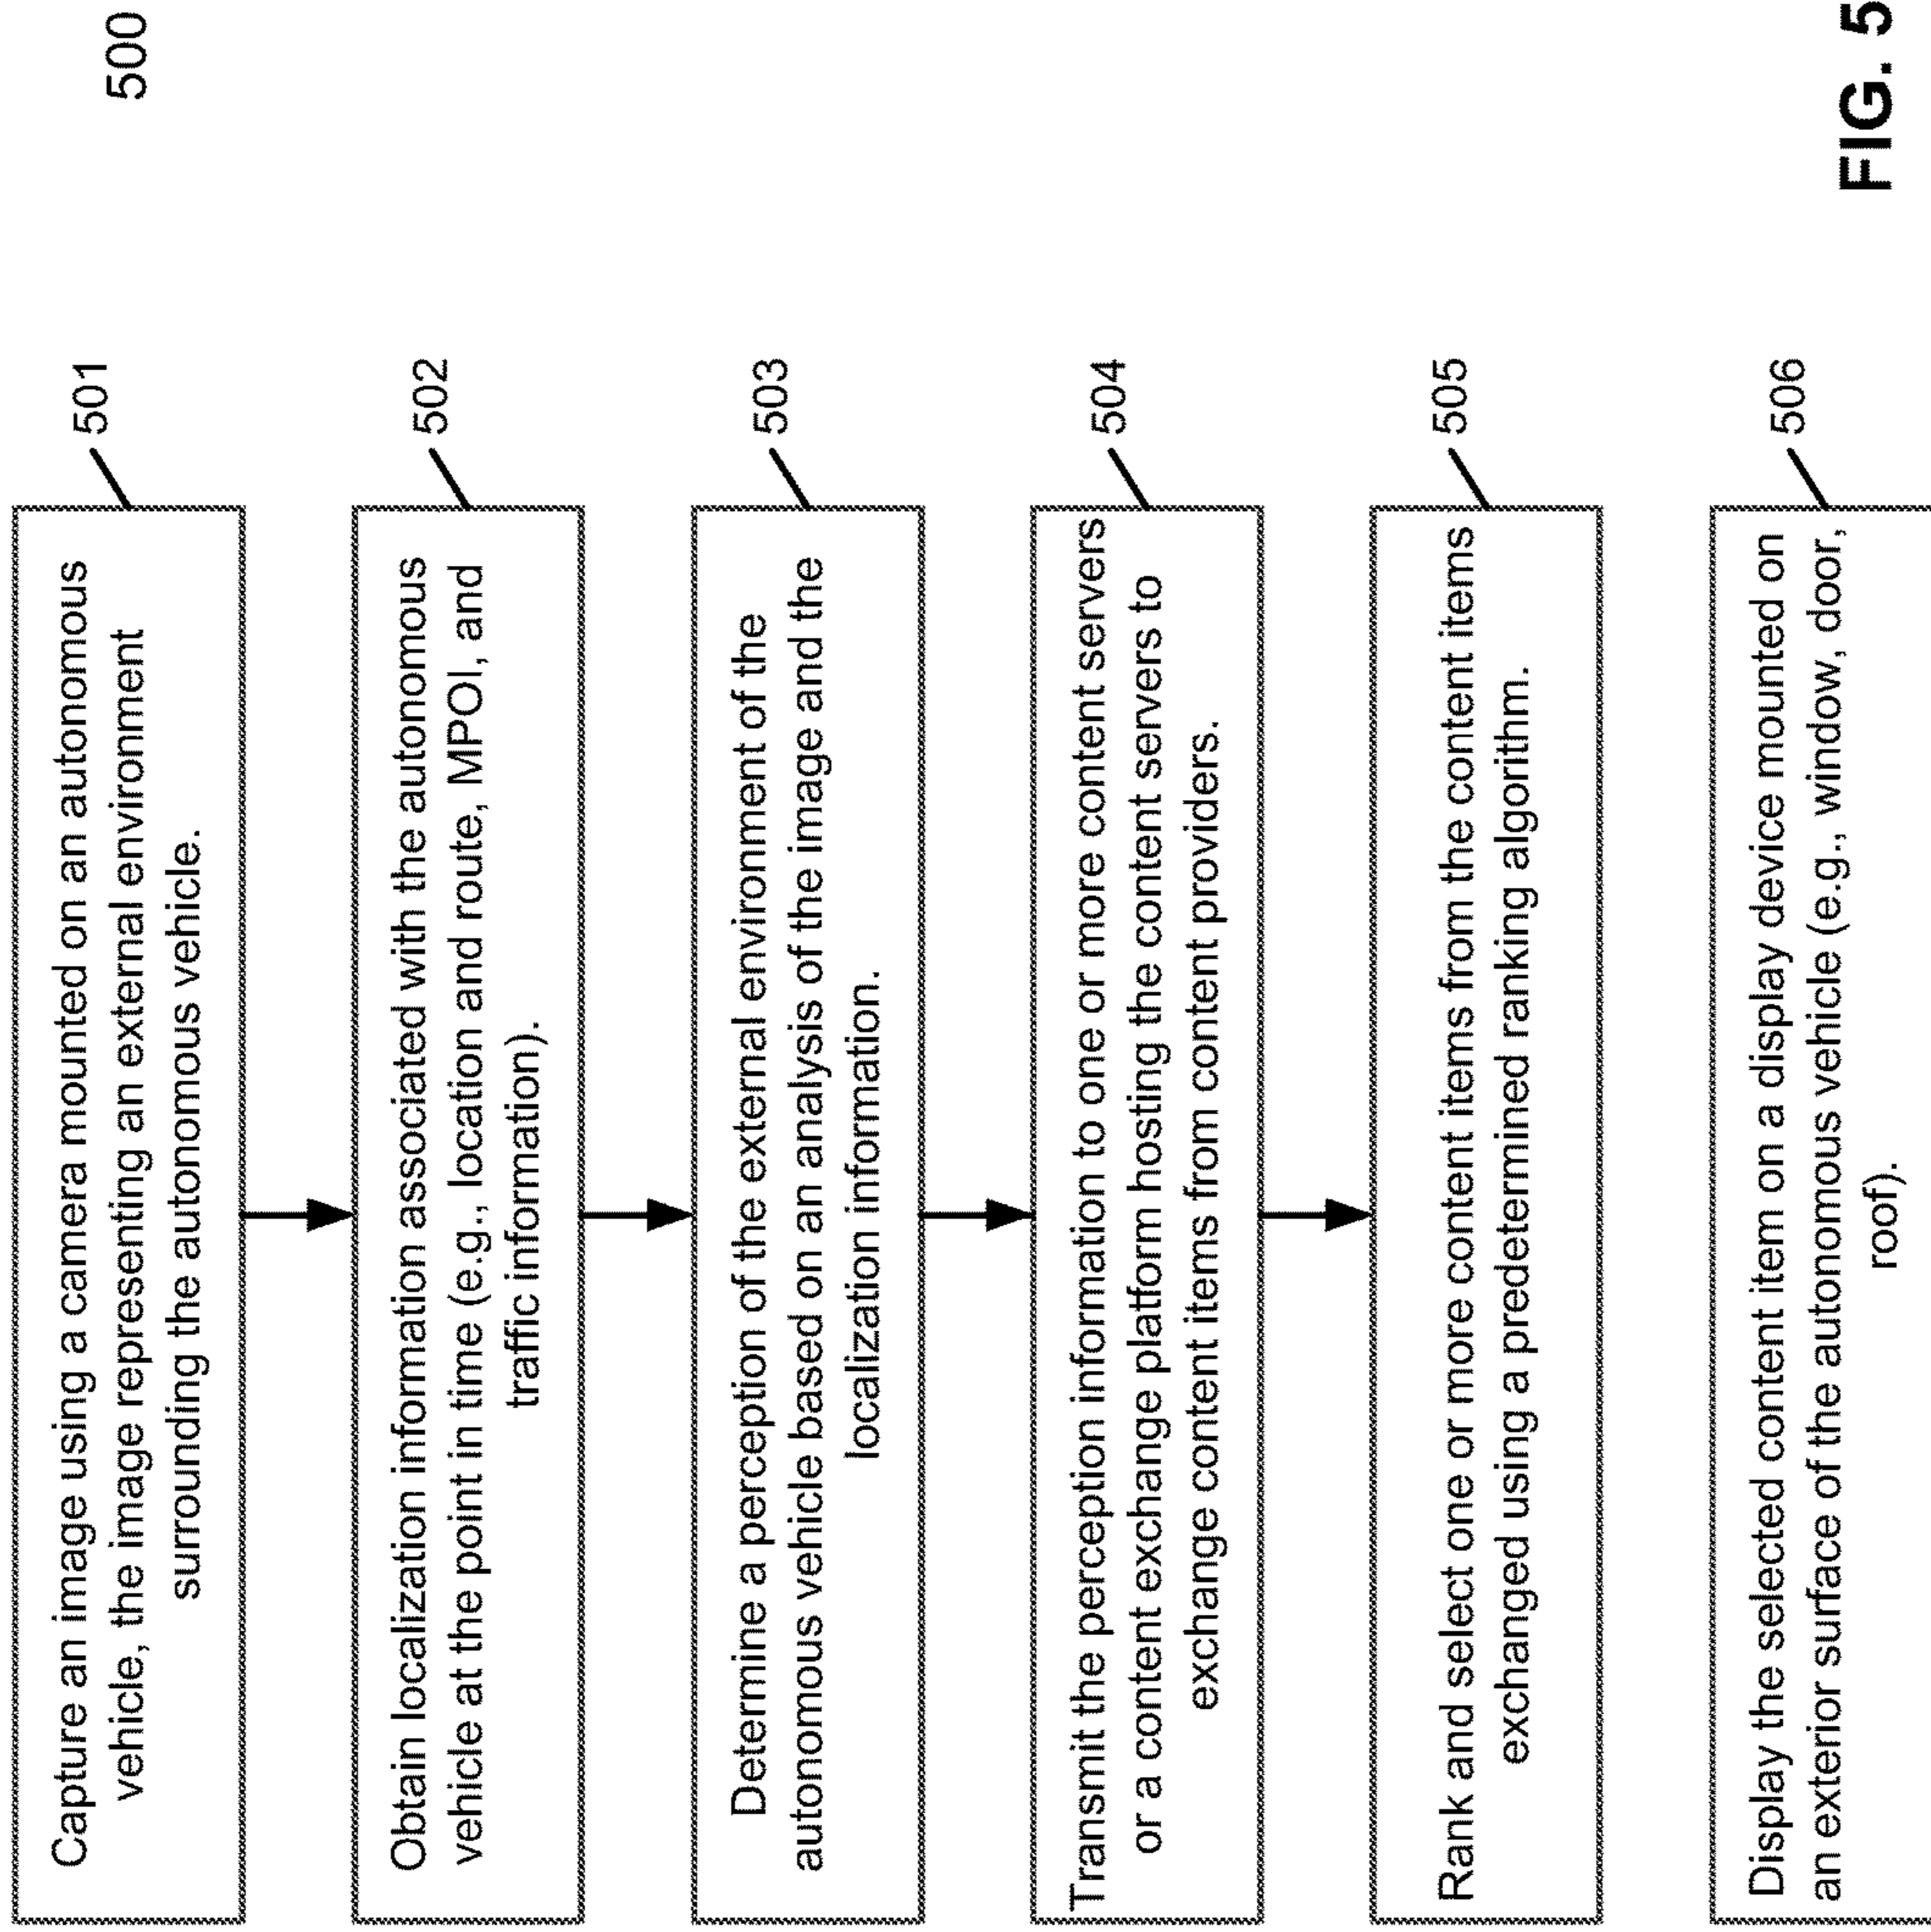 500
Capture an image using a camera mounted on an autonomous
vehicle, the image representing an external environment
surrounding the autonomous vehicle.
501
Obtain localization information associated with the autonomous
vehicle at the point in time (e.g., location and route, MPOI, and
traffic information).
502
Determine a perception of the external environment of the
autonomous vehicle based on an analysis of the image and the
localization information.
503
Transmit the perception information to one or more content servers
or a content exchange platform hosting the content servers to
exchange content items from content providers.
504
Rank and select one or more content items from the content items
exchanged using a predetermined ranking algorithm.
505
Display the selected content item on a display device mounted on
an exterior surface of the autonomous vehicle (e.g., window, door,
roof).
506
FIG. 5